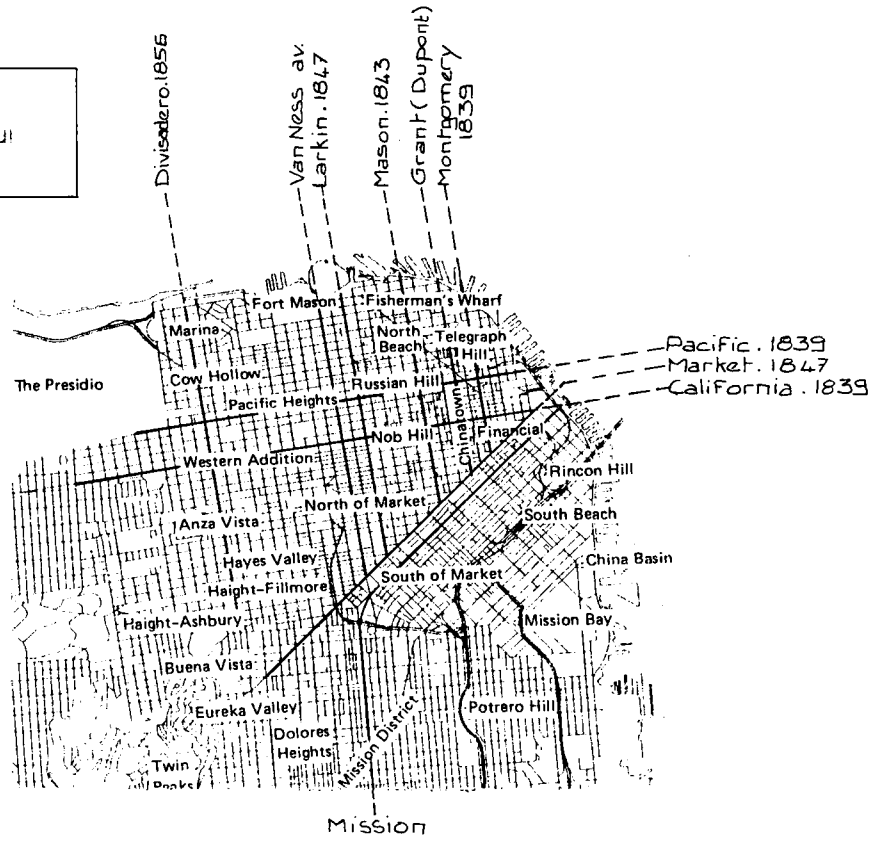 Divisadero.1856
Van Ness av.
Larkin.1847
Mason.1843
Grant (Dupont)
Montgomery
1839
Pacific. 1839
Market. 1847
California. 1839
Fort Mason
Fisherman's Wharf
Marina
North
Beach
Telegraph
Hill
The Presidio
Cow Hollow
Russian Hill
Pacific Heights
Chinatown
Nob Hill
Financial
Western Addition
Rincon Hill
North of Market
South Beach
Anza Vista
Hayes Valley
China Basin
South of Market
Haight-Fillmore
Haight-Ashbury
Mission Bay
Buena Vista
Eureka Valley
Potrero Hill
Dolores
Heights
Mission District
Twin
Peaks
Mission